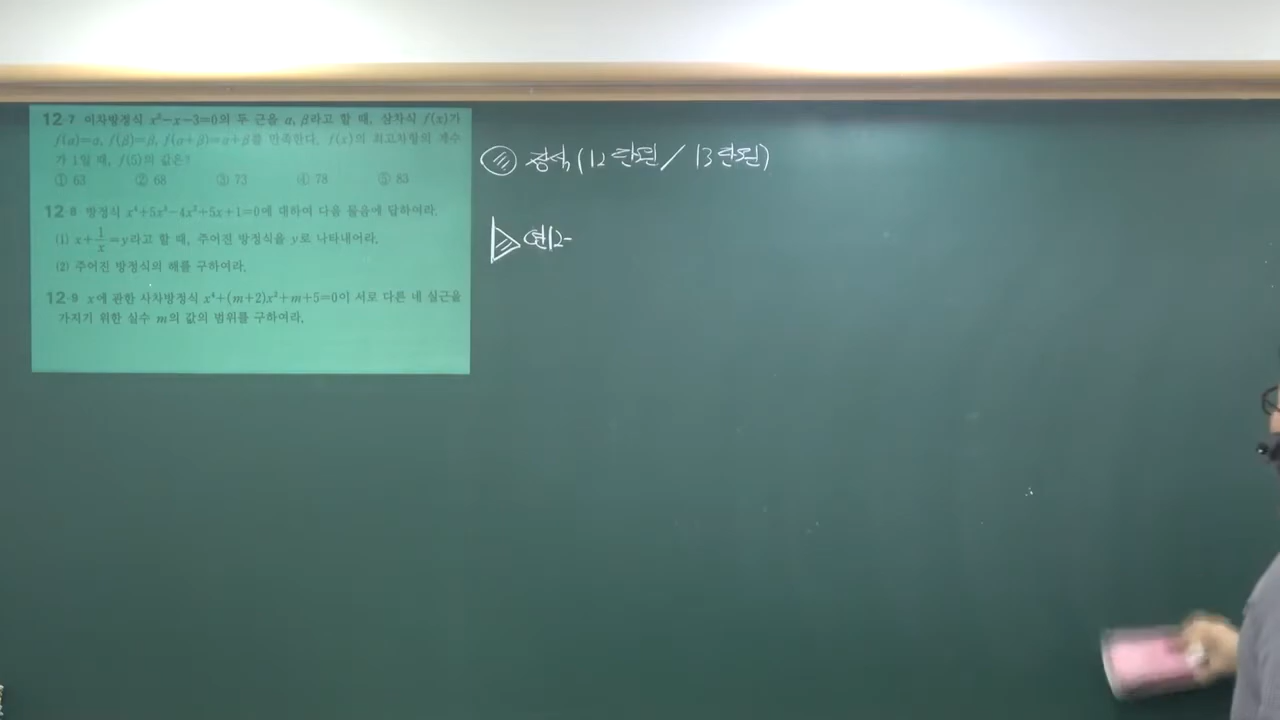 12-7 이차방정식 x²-x-3=0의 두 근을 α, β라고 할 때, 삼차식 f(x)가
f(α)=α, f(β)=β, f(α+β)=α+β를 만족한다. f(x)의 최고차항의 계수
가 1일 때, f(5)의 값은?
① 63 ② 68 ③ 73 ④ 78 ⑤ 83
12-8 방정식 x⁴+5x³-4x²+5x+1=0에 대하여 다음 물음에 답하여라.
(1) x+1/x=y라고 할 때, 주어진 방정식을 y로 나타내어라.
(2) 주어진 방정식의 해를 구하여라.
12-9 x에 관한 사차방정식 x⁴+(m+2)x²+m+5=0이 서로 다른 네 실근을
가지기 위한 실수 m의 값의 범위를 구하여라.
정석 (12단원 / 13단원)
연12-